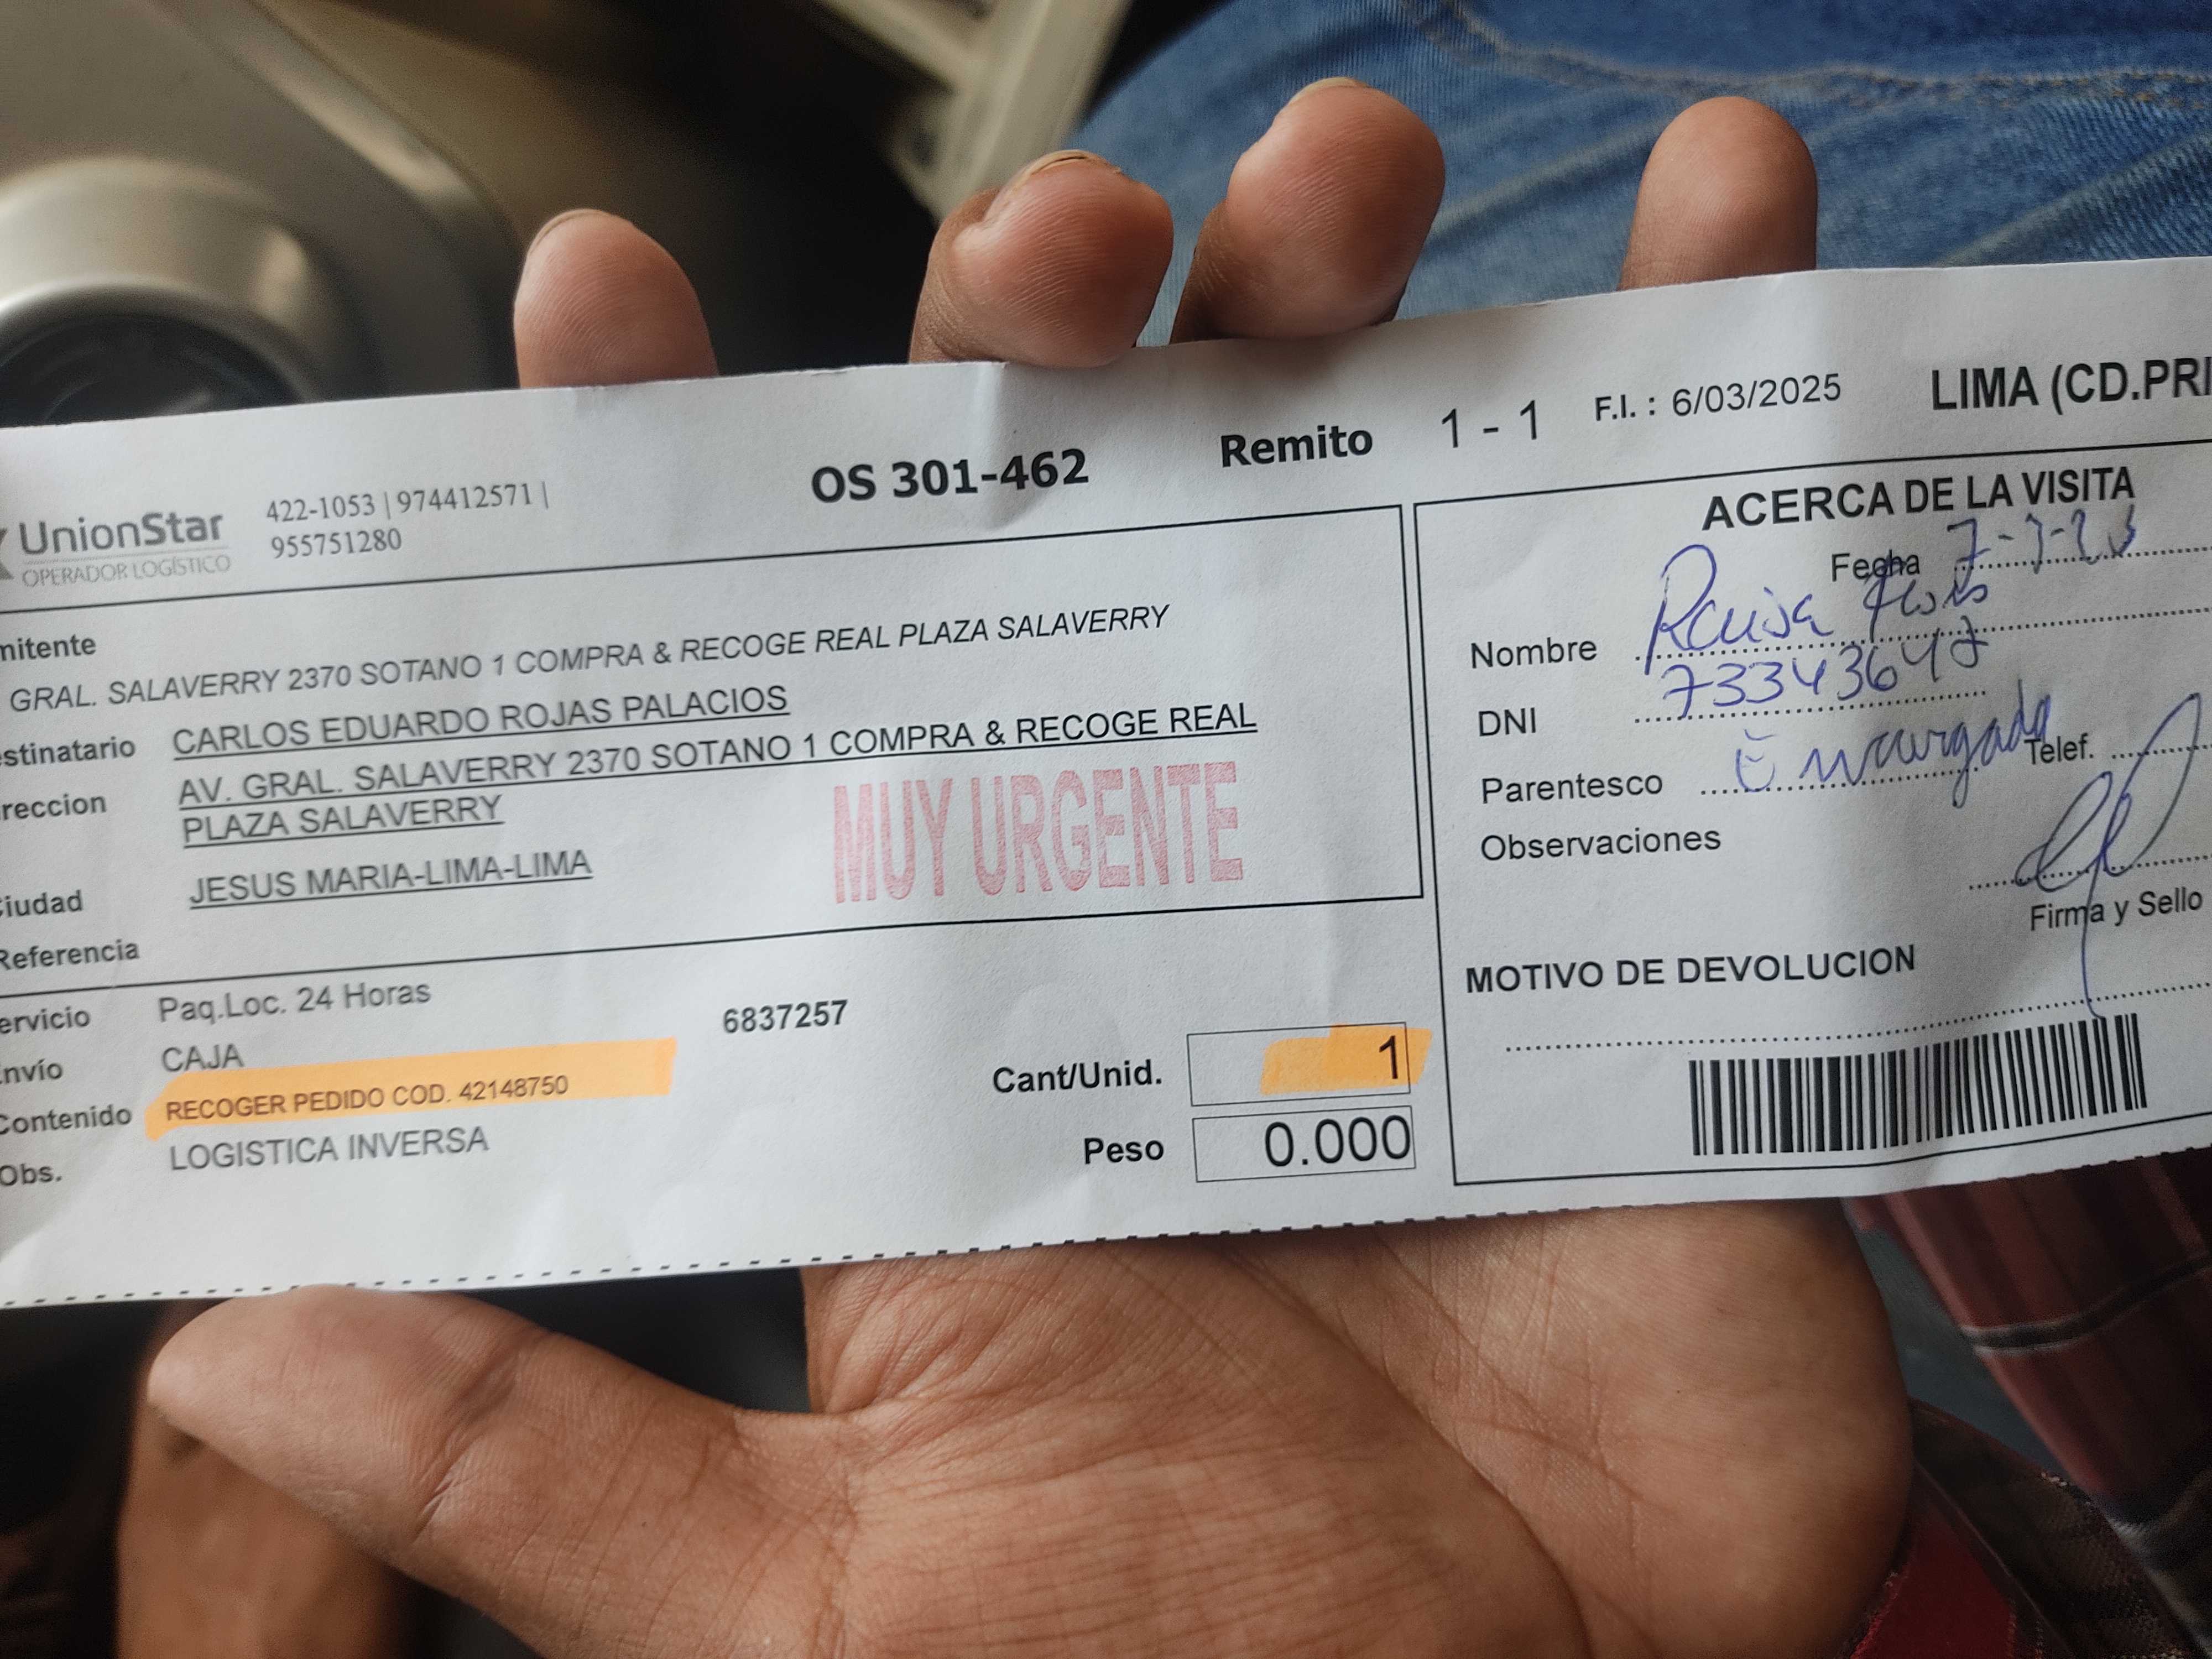 UnionStar
OPERADOR LOGÍSTICO
422-1053 | 974412571 |
955751280
OS 301-462
Remito 1 - 1
F.I. : 6/03/2025
LIMA (CD.PRI
mitente
GRAL. SALAVERRY 2370 SOTANO 1 COMPRA & RECOGE REAL PLAZA SALAVERRY
stinatario CARLOS EDUARDO ROJAS PALACIOS
reccion AV. GRAL. SALAVERRY 2370 SOTANO 1 COMPRA & RECOGE REAL
PLAZA SALAVERRY
MUY URGENTE
iudad JESUS MARIA-LIMA-LIMA
Referencia
ervicio Paq.Loc. 24 Horas
6837257
nvío CAJA
Contenido RECOGER PEDIDO COD. 42148750
Obs. LOGISTICA INVERSA
Cant/Unid. 1
Peso 0.000
ACERCA DE LA VISITA
Fecha
Nombre Raisa
DNI 73343647
Parentesco Encargada Telef.
Observaciones
Firma y Sello
MOTIVO DE DEVOLUCION